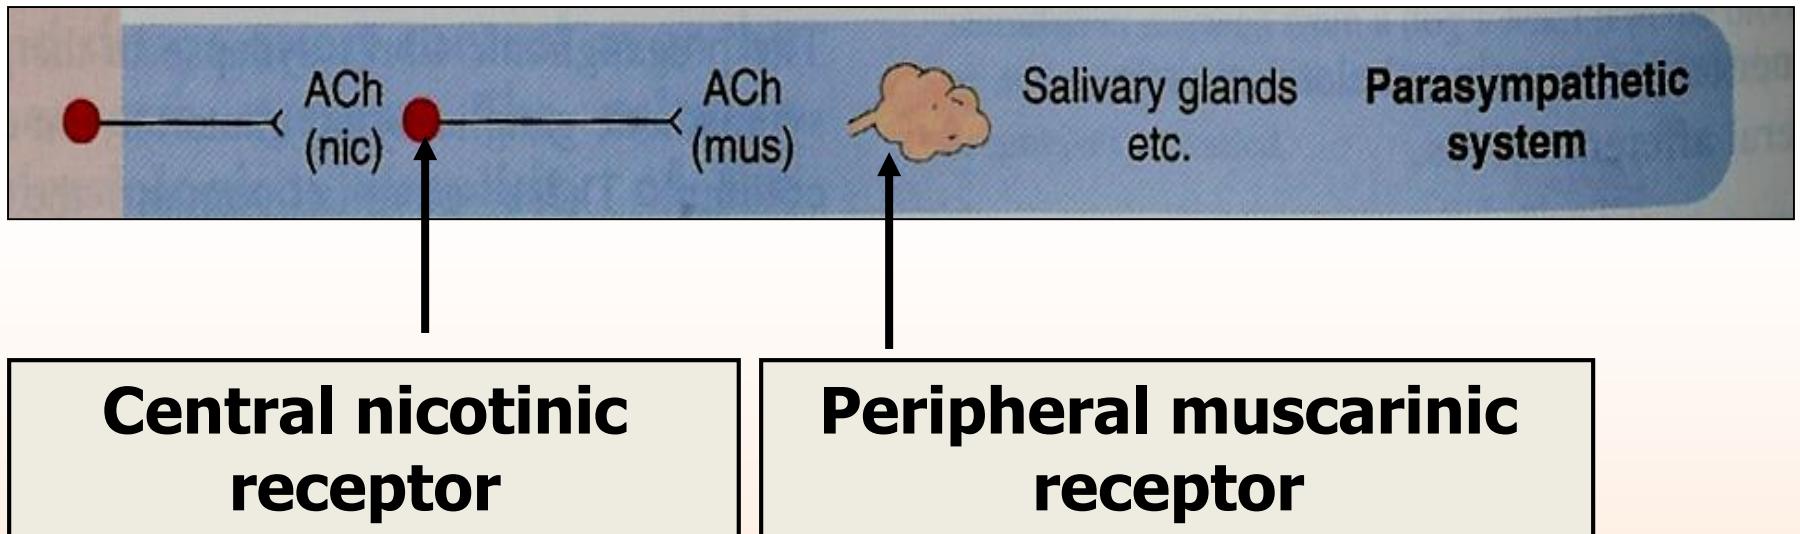 ACh
(nic)
ACh
(mus)
Salivary glands
etc.
Parasympathetic
system
Central nicotinic
receptor
Peripheral muscarinic
receptor